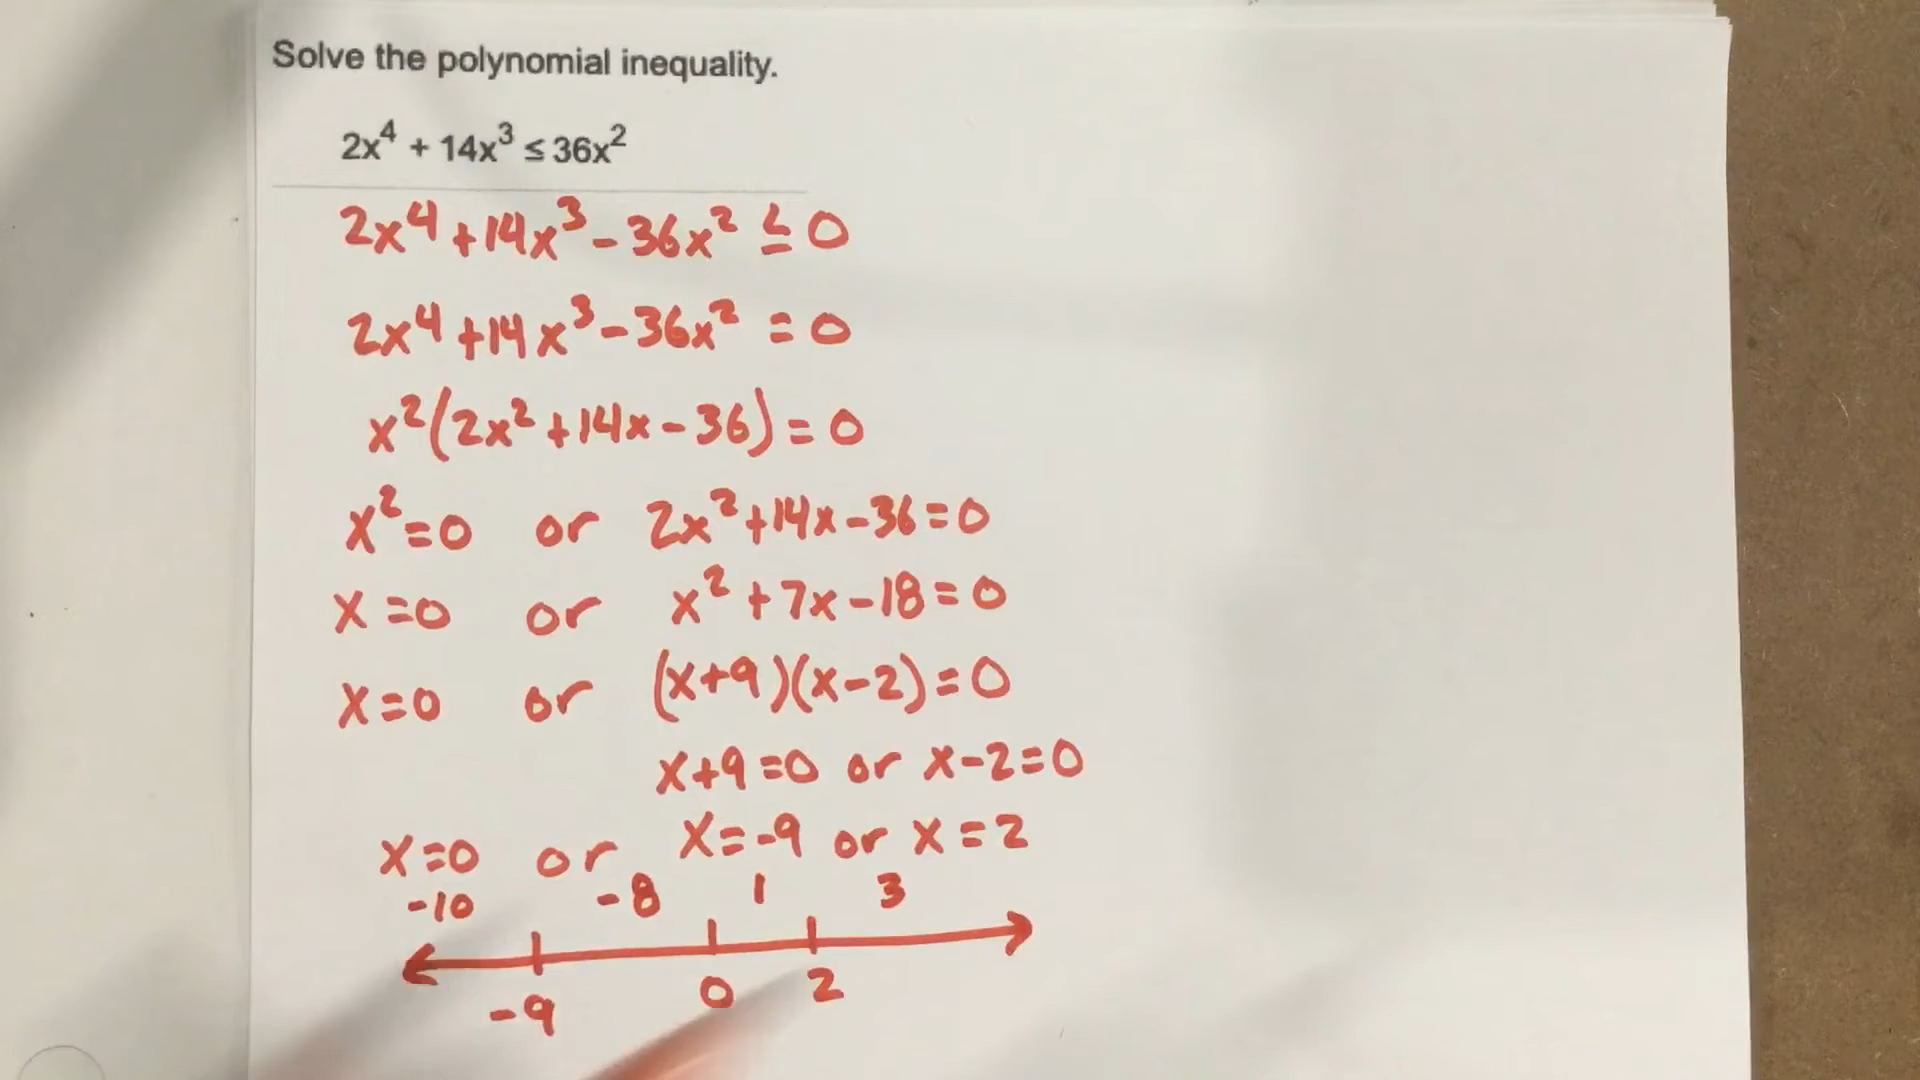 Solve the polynomial inequality.
2x⁴ + 14x³ ≤ 36x²
2x⁴ + 14x³ - 36x² ≤ 0
2x⁴ + 14x³ - 36x² = 0
x²(2x² + 14x - 36) = 0
x² = 0 or 2x² + 14x - 36 = 0
x = 0 or x² + 7x - 18 = 0
x = 0 or (x+9)(x-2) = 0
x+9 = 0 or x-2 = 0
x = 0 or x = -9 or x = 2
-10 -8 1 3
-9 0 2